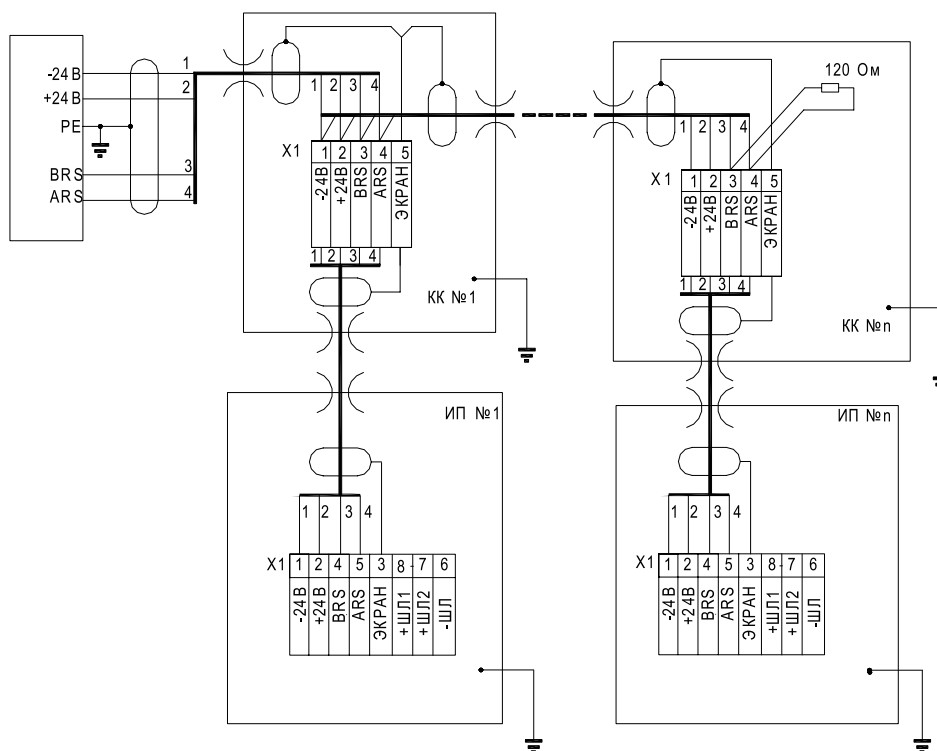 -24В
+24В
PE
BRS
ARS
1
2
3
4
1 2 3 4
X1
1 2 3 4 5
-24В
+24В
BRS
ARS
ЭКРАН
1 2 3 4
КК №1
120 Ом
1 2 3 4
X1
1 2 3 4 5
-24В
+24В
BRS
ARS
ЭКРАН
1 2 3 4
КК №n
ИП №1
1 2 3 4
X1
1 2 4 5 3 8 - 7 6
-24В
+24В
BRS
ARS
ЭКРАН
+ШЛ1
+ШЛ2
-ШЛ
ИП №n
1 2 3 4
X1
1 2 4 5 3 8 - 7 6
-24В
+24В
BRS
ARS
ЭКРАН
+ШЛ1
+ШЛ2
-ШЛ